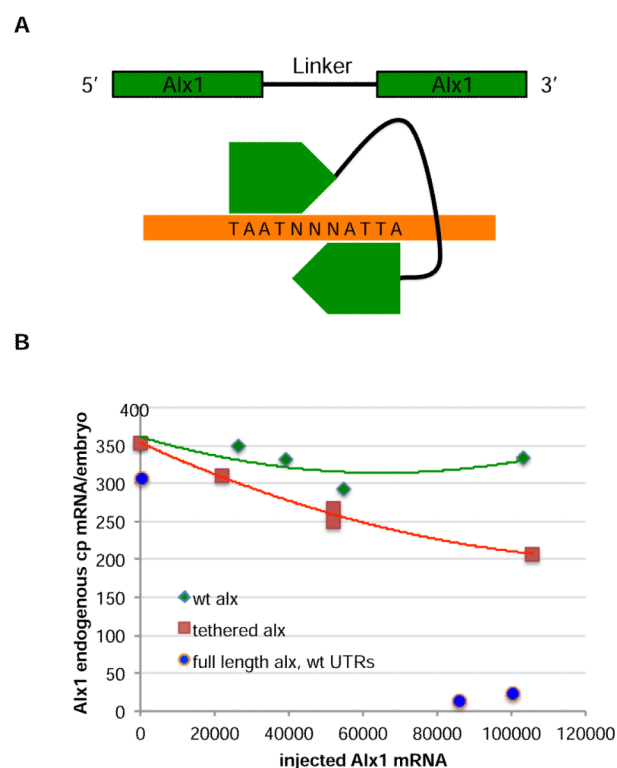 A
Linker
5′ Alx1 Alx1 3′
TAATNNNATTA
B
Alx1 endogenous cp mRNA/embryo
400
350
300
250
200
150
100
50
0
wt alx
tethered alx
full length alx, wt UTRs
0 20000 40000 60000 80000 100000 120000
injected Alx1 mRNA